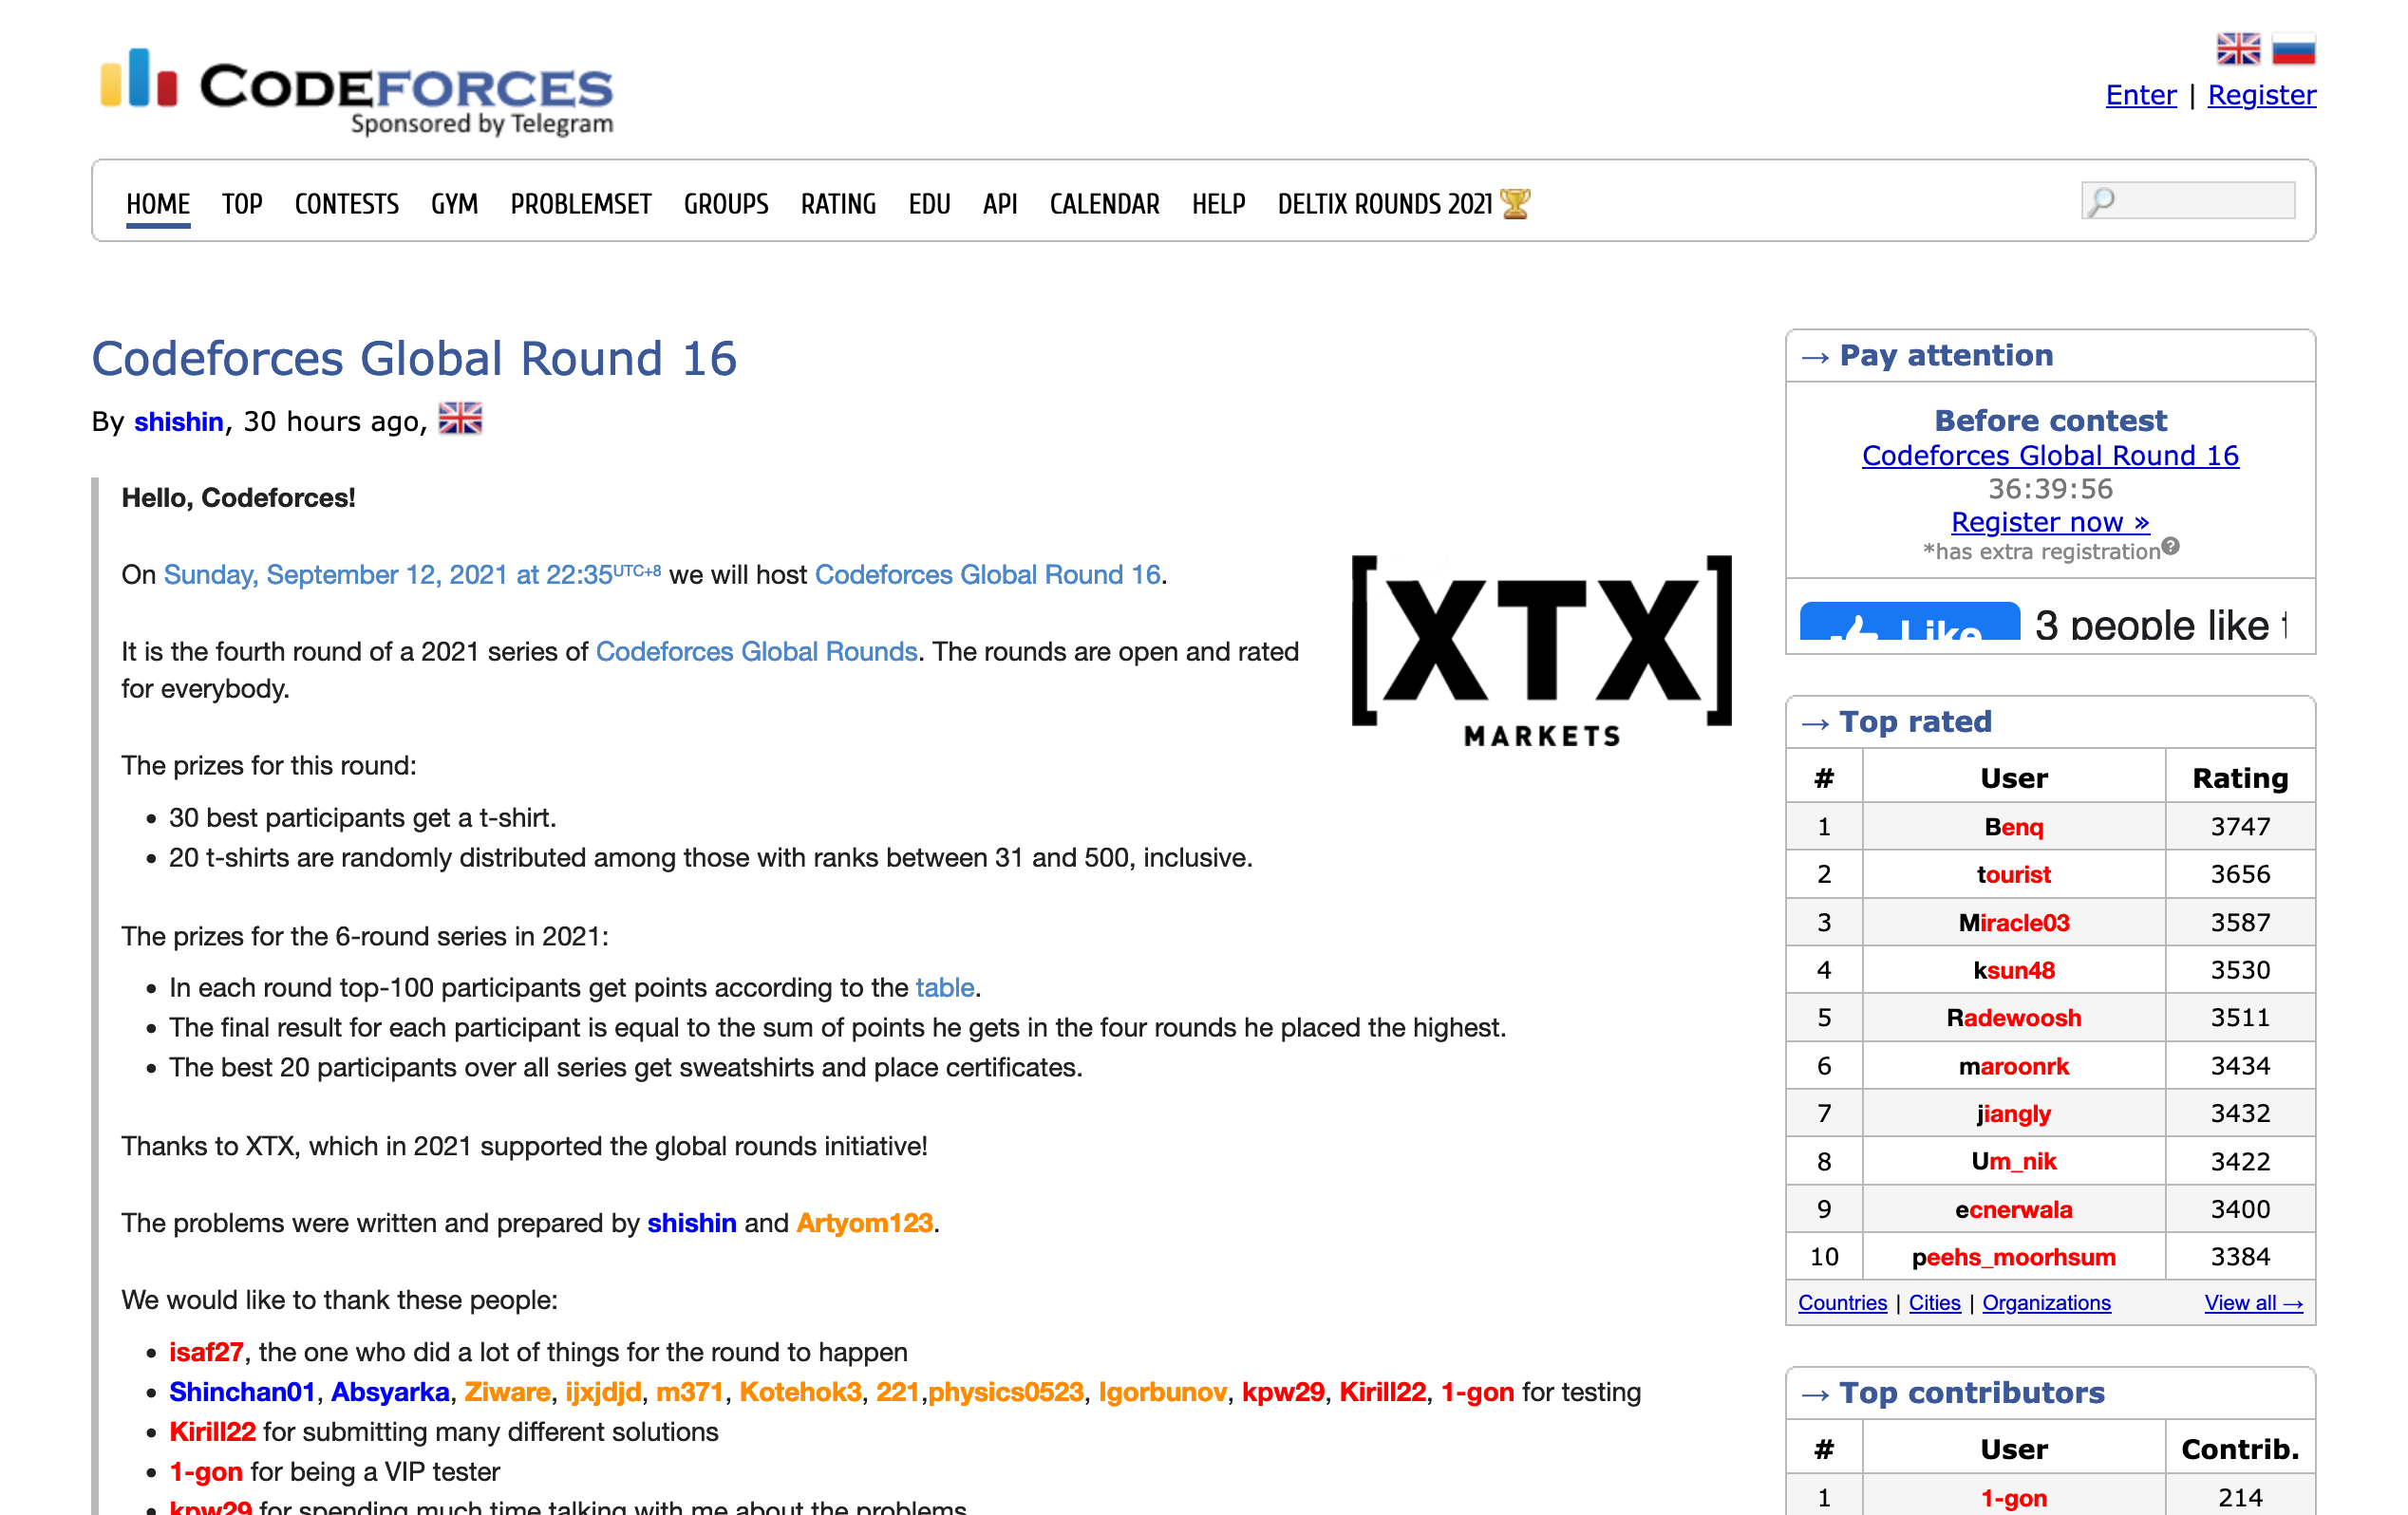 CODEFORCES
Sponsored by Telegram
Enter | Register
HOME TOP CONTESTS GYM PROBLEMSET GROUPS RATING EDU API CALENDAR HELP DELTIX ROUNDS 2021
Codeforces Global Round 16
By shishin, 30 hours ago,
Hello, Codeforces!
On Sunday, September 12, 2021 at 22:35UTC+8 we will host Codeforces Global Round 16.
It is the fourth round of a 2021 series of Codeforces Global Rounds. The rounds are open and rated
for everybody.
[XTX]
MARKETS
The prizes for this round:
• 30 best participants get a t-shirt.
• 20 t-shirts are randomly distributed among those with ranks between 31 and 500, inclusive.
The prizes for the 6-round series in 2021:
• In each round top-100 participants get points according to the table.
• The final result for each participant is equal to the sum of points he gets in the four rounds he placed the highest.
• The best 20 participants over all series get sweatshirts and place certificates.
Thanks to XTX, which in 2021 supported the global rounds initiative!
The problems were written and prepared by shishin and Artyom123.
We would like to thank these people:
• isaf27, the one who did a lot of things for the round to happen
• Shinchan01, Absyarka, Ziware, ijxjdjd, m371, Kotehok3, 221,physics0523, Igorbunov, kpw29, Kirill22, 1-gon for testing
• Kirill22 for submitting many different solutions
• 1-gon for being a VIP tester
• kpw29 for spending much time talking with me about the problems
→ Pay attention
Before contest
Codeforces Global Round 16
36:39:56
Register now »
*has extra registration?
Like 3 people like
→ Top rated
# User Rating
1 Benq 3747
2 tourist 3656
3 Miracle03 3587
4 ksun48 3530
5 Radewoosh 3511
6 maroonrk 3434
7 jiangly 3432
8 Um_nik 3422
9 ecnerwala 3400
10 peehs_moorhsum 3384
Countries | Cities | Organizations View all →
→ Top contributors
# User Contrib.
1 1-gon 214